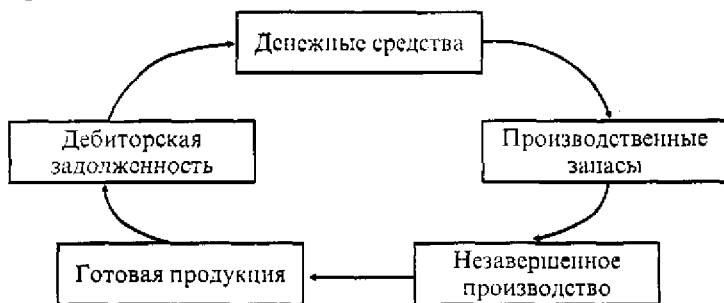 Денежные средства
Производственные
запасы
Незавершенное
производство
Готовая продукция
Дебиторская
задолженность